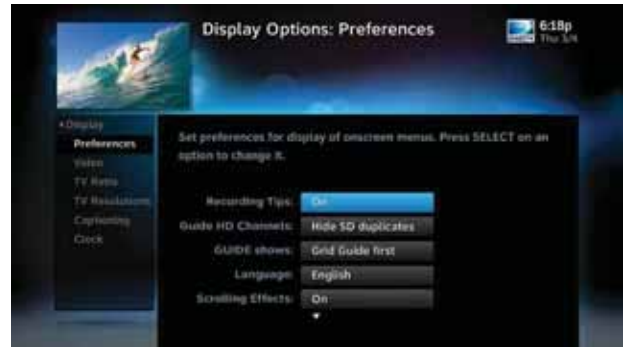 Display Options: Preferences
6:18p
Thu 5/6
Display
Preferences
Video
TV Ratio
TV Resolutions
Captioning
Clock
Set preferences for display of onscreen menus. Press SELECT on an
option to change it.
Recording Tips: On
Guide HD Channels: Hide SD duplicates
GUIDE shows: Grid Guide first
Language: English
Scrolling Effects: On